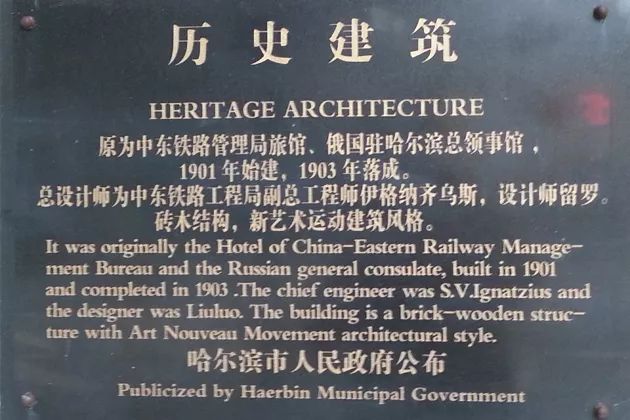 历史建筑
HERITAGE ARCHITECTURE
原为中东铁路管理局旅馆、俄国驻哈尔滨总领事馆，
1901年始建，1903年落成。
总设计师为中东铁路工程局副总工程师伊格纳齐乌斯，设计师留罗。
砖木结构，新艺术运动建筑风格。
It was originally the Hotel of China-Eastern Railway Manage-
ment Bureau and the Russian general consulate, built in 1901
and completed in 1903 .The chief engineer was S.V.Ignatzius and
the designer was Liuluo. The building is a brick-wooden struc-
ture with Art Nouveau Movement architectural style.
哈尔滨市人民政府公布
Publicized by Haerbin Municipal Government